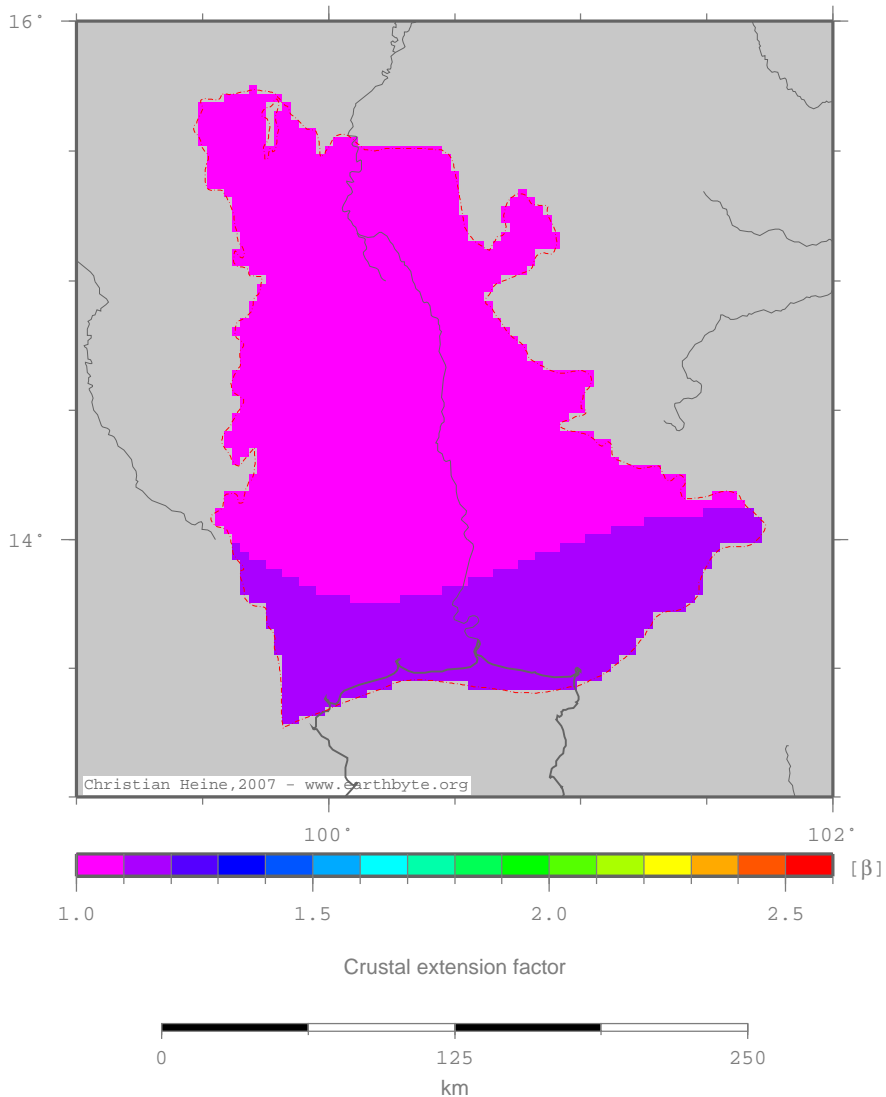 16°
14°
Christian Heine,2007 - www.earthbyte.org
100° 102°
[β]
1.0 1.5 2.0 2.5
Crustal extension factor
0 125 250
km